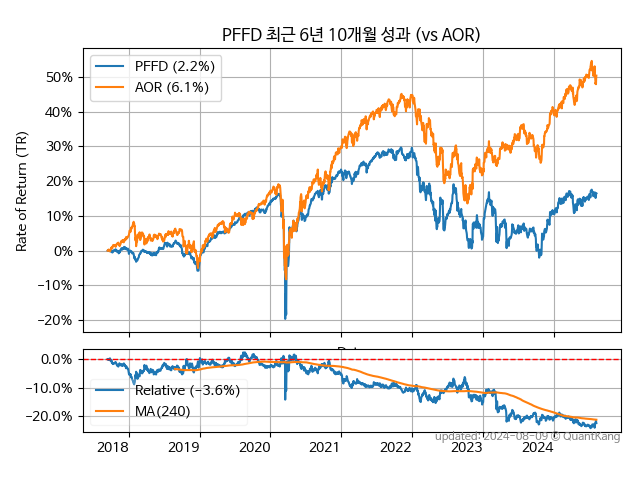 PFFD 최근 6년 10개월 성과 (vs AOR)
PFFD (2.2%)
AOR (6.1%)
Rate of Return (TR)
50%
40%
30%
20%
10%
0%
−10%
−20%
0.0%
−10.0%
−20.0%
Relative (−3.6%)
MA(240)
2018 2019 2020 2021 2022 2023 2024
updated: 2024-08-09 © QuantKang